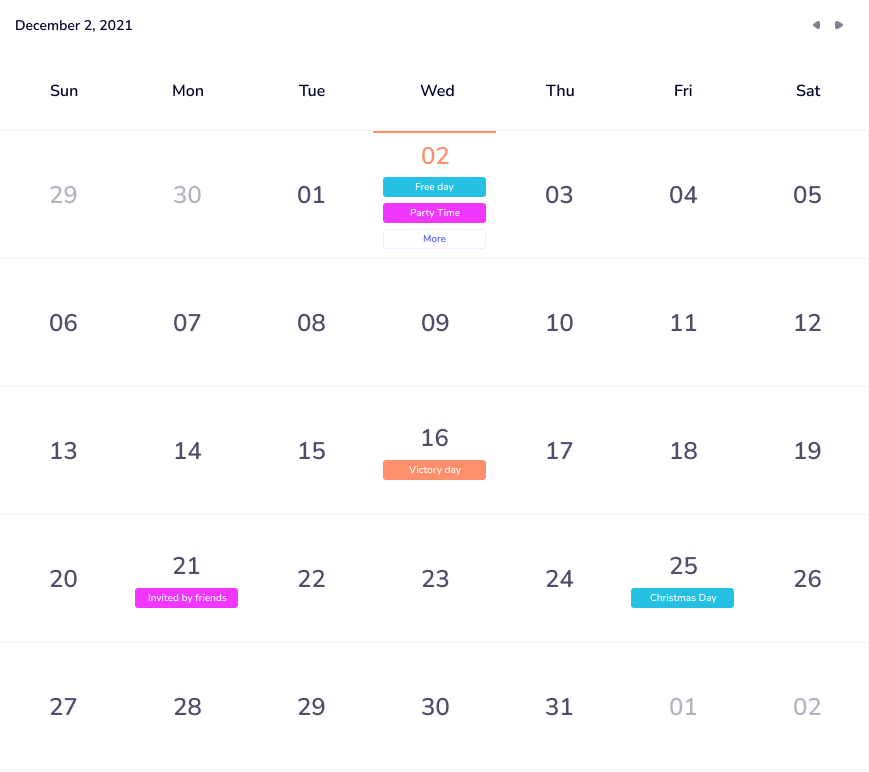 December 2, 2021
Sun Mon Tue Wed Thu Fri Sat
29 30 01 02 03 04 05
Free day
Party Time
More
06 07 08 09 10 11 12
13 14 15 16 17 18 19
Victory day
20 21 22 23 24 25 26
Invited by friends Christmas Day
27 28 29 30 31 01 02